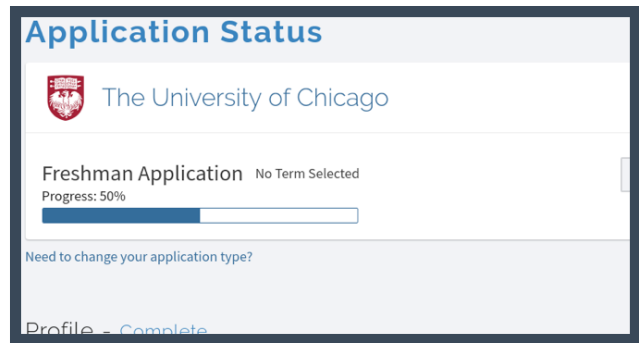 Application Status
The University of Chicago
Freshman Application No Term Selected
Progress: 50%
Need to change your application type?
Profile - Complete